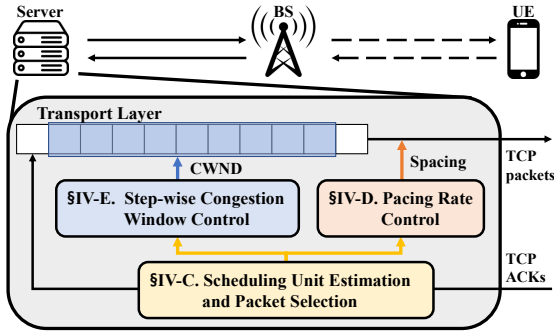 Server
BS
UE
Transport Layer
CWND
Spacing
TCP
packets
§IV-E. Step-wise Congestion
Window Control
§IV-D. Pacing Rate
Control
TCP
ACKs
§IV-C. Scheduling Unit Estimation
and Packet Selection